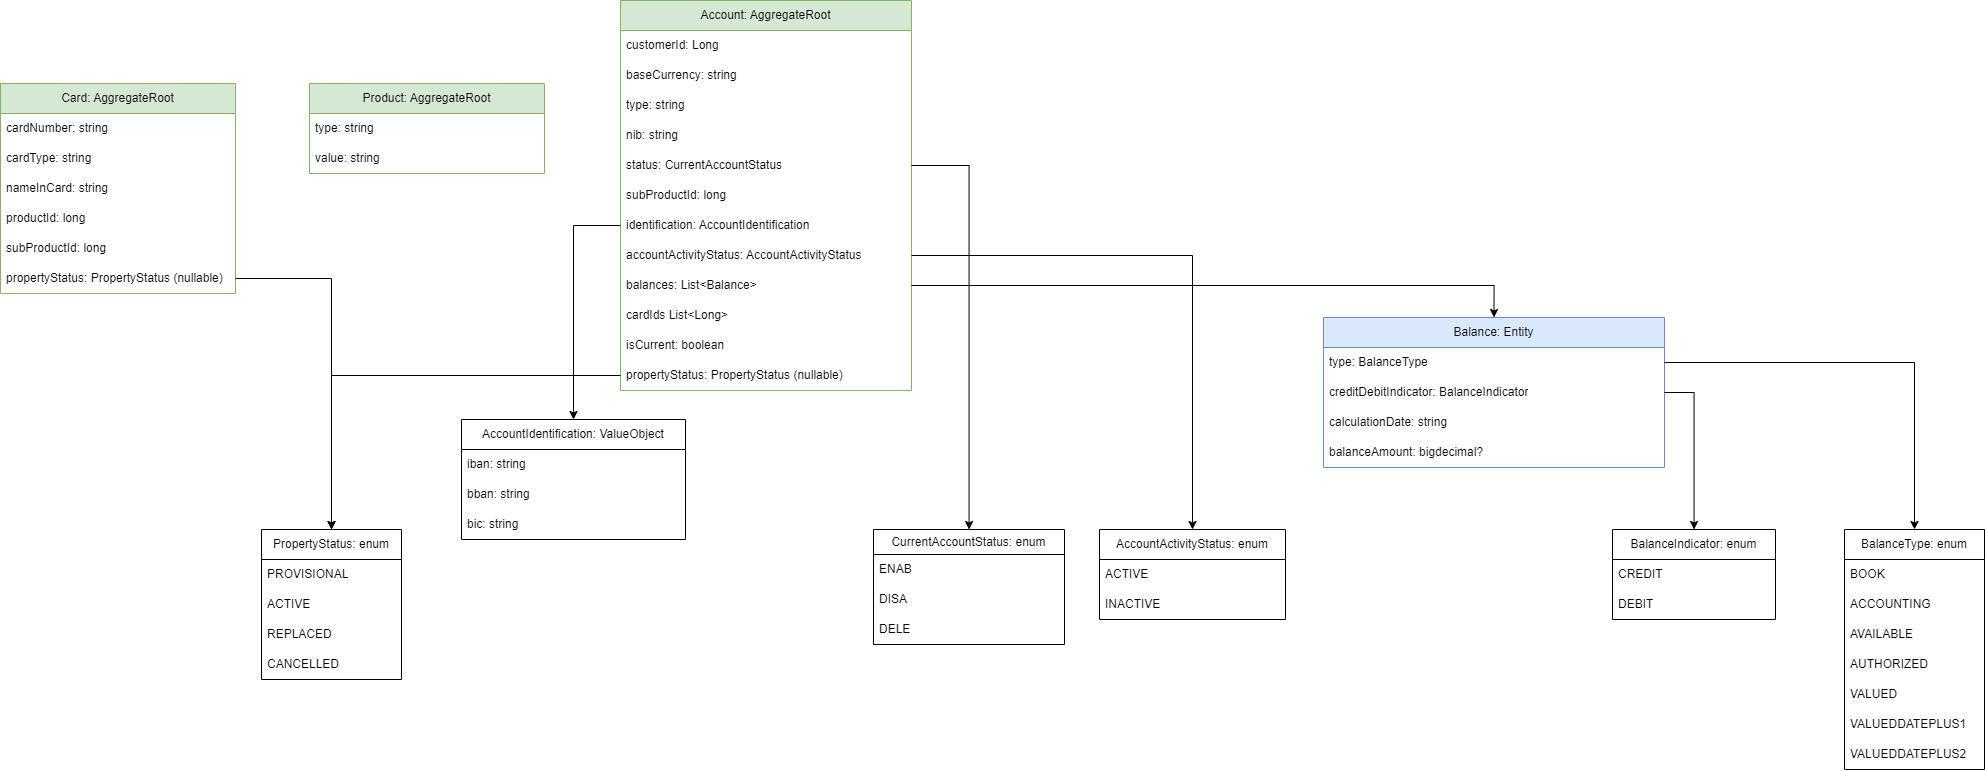 Account: AggregateRoot
customerId: Long
baseCurrency: string
type: string
nib: string
status: CurrentAccountStatus
subProductId: long
identification: AccountIdentification
accountActivityStatus: AccountActivityStatus
balances: List<Balance>
cardIds List<Long>
isCurrent: boolean
propertyStatus: PropertyStatus (nullable)
Card: AggregateRoot
cardNumber: string
cardType: string
nameInCard: string
productId: long
subProductId: long
propertyStatus: PropertyStatus (nullable)
Product: AggregateRoot
type: string
value: string
Balance: Entity
type: BalanceType
creditDebitIndicator: BalanceIndicator
calculationDate: string
balanceAmount: bigdecimal?
AccountIdentification: ValueObject
iban: string
bban: string
bic: string
PropertyStatus: enum
PROVISIONAL
ACTIVE
REPLACED
CANCELLED
CurrentAccountStatus: enum
ENAB
DISA
DELE
AccountActivityStatus: enum
ACTIVE
INACTIVE
BalanceIndicator: enum
CREDIT
DEBIT
BalanceType: enum
BOOK
ACCOUNTING
AVAILABLE
AUTHORIZED
VALUED
VALUEDDATEPLUS1
VALUEDDATEPLUS2